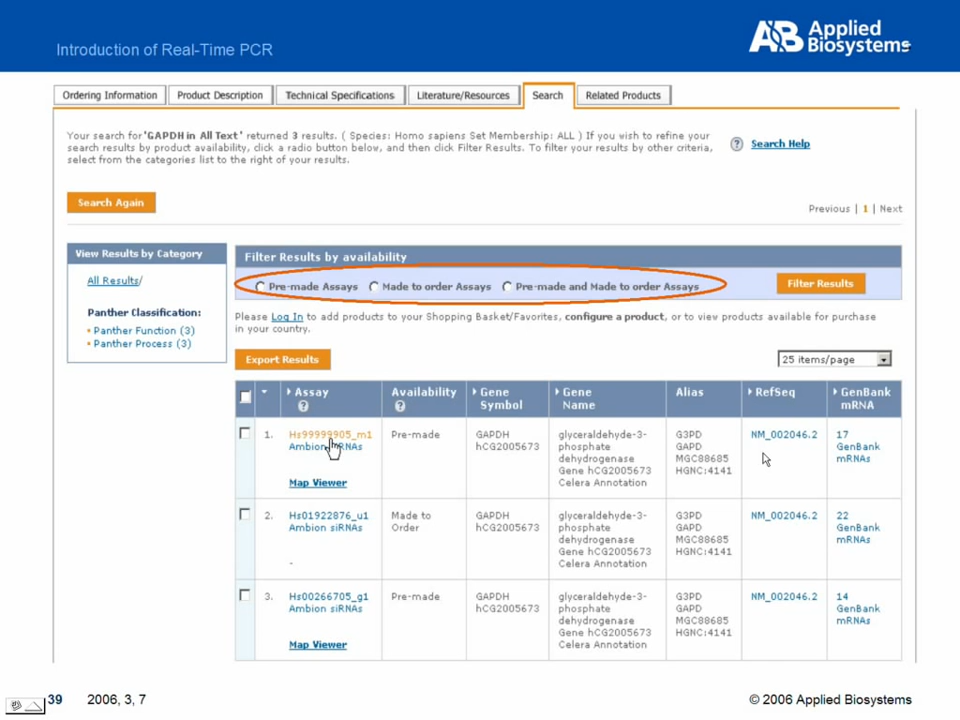 Introduction of Real-Time PCR
AB Applied
Biosystems
Ordering Information
Product Description
Technical Specifications
Literature/Resources
Search
Related Products
Your search for 'GAPDH in All Text' returned 3 results. ( Species: Homo sapiens Set Membership: ALL ) If you wish to refine your
search results by product availability, click a radio button below, and then click Filter Results. To filter your results by other criteria,
select from the categories list to the right of your results.
? Search Help
Search Again
Previous | 1 | Next
View Results by Category
All Results/
Panther Classification:
• Panther Function (3)
• Panther Process (3)
Filter Results by availability
Pre-made Assays
Made to order Assays
Pre-made and Made to order Assays
Filter Results
Please Log In to add products to your Shopping Basket/Favorites, configure a product, or to view products available for purchase
in your country.
Export Results
25 items/page
Assay
?
Availability
?
Gene
Symbol
Gene
Name
Alias
RefSeq
GenBank
mRNA
1.
Hs99999905_m1
Ambion RNAs
Map Viewer
Pre-made
GAPDH
hCG2005673
glyceraldehyde-3-
phosphate
dehydrogenase
Gene hCG2005673
Celera Annotation
G3PD
GAPD
MGC88685
HGNC:4141
NM_002046.2
17
GenBank
mRNAs
2.
Hs01922876_u1
Ambion siRNAs
-
Made to
Order
GAPDH
hCG2005673
glyceraldehyde-3-
phosphate
dehydrogenase
Gene hCG2005673
Celera Annotation
G3PD
GAPD
MGC88685
HGNC:4141
NM_002046.2
22
GenBank
mRNAs
3.
Hs00266705_g1
Ambion siRNAs
Map Viewer
Pre-made
GAPDH
hCG2005673
glyceraldehyde-3-
phosphate
dehydrogenase
Gene hCG2005673
Celera Annotation
G3PD
GAPD
MGC88685
HGNC:4141
NM_002046.2
14
GenBank
mRNAs
39
2006, 3, 7
© 2006 Applied Biosystems